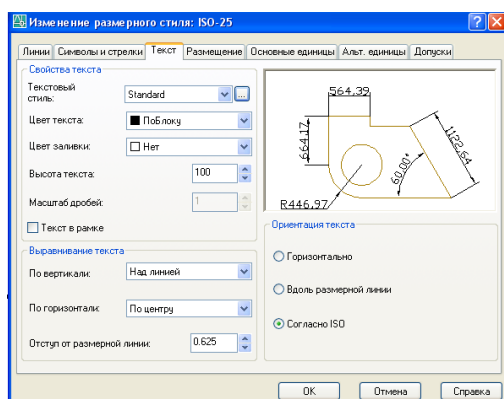 Изменение размерного стиля: ISO-25
Линии
Символы и стрелки
Текст
Размещение
Основные единицы
Альт. единицы
Допуски
Свойства текста
Текстовый
стиль:
Standard
...
Цвет текста:
ПоБлоку
Цвет заливки:
Нет
Высота текста:
100
Масштаб дробей:
1
Текст в рамке
Выравнивание текста
По вертикали:
Над линией
По горизонтали:
По центру
Отступ от размерной линии:
0.625
564,39
664,17
1122,64
60,00°
R446,97
Ориентация текста
Горизонтально
Вдоль размерной линии
Согласно ISO
OK
Отмена
Справка